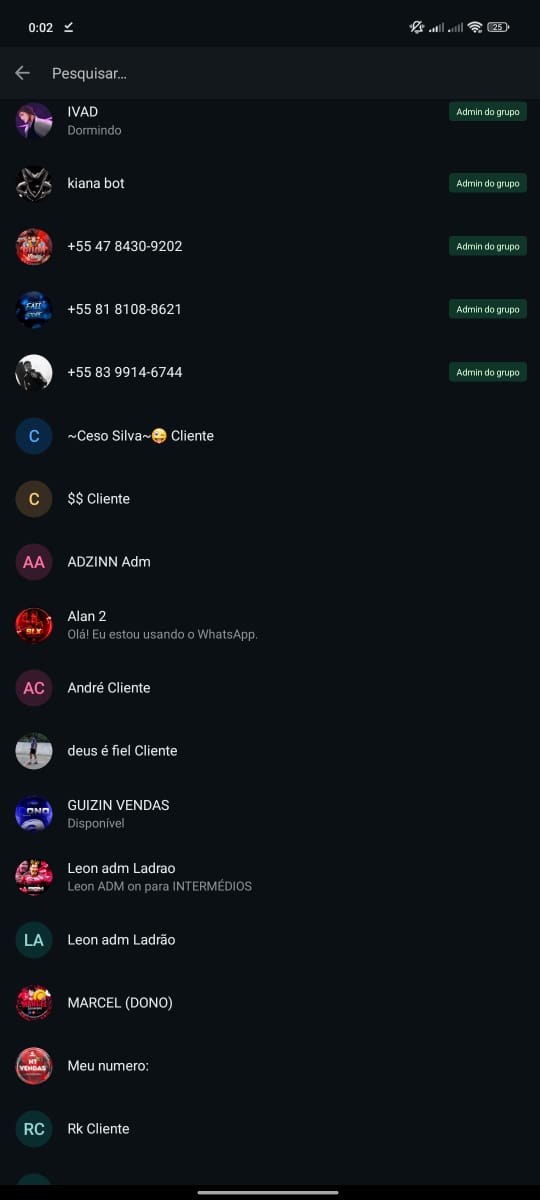 0:02
25
Pesquisar...
IVAD
Admin do grupo
Dormindo
kiana bot
Admin do grupo
+55 47 8430-9202
Admin do grupo
+55 81 8108-8621
Admin do grupo
+55 83 9914-6744
Admin do grupo
C
~Ceso Silva~😜 Cliente
C
$$ Cliente
AA
ADZINN Adm
Alan 2
SLX
Olá! Eu estou usando o WhatsApp.
AC
André Cliente
deus é fiel Cliente
GUIZIN VENDAS
Disponível
Leon adm Ladrao
Leon ADM on para INTERMÉDIOS
LA
Leon adm Ladrão
MARCEL (DONO)
VENDAS
Meu numero:
RC
Rk Cliente